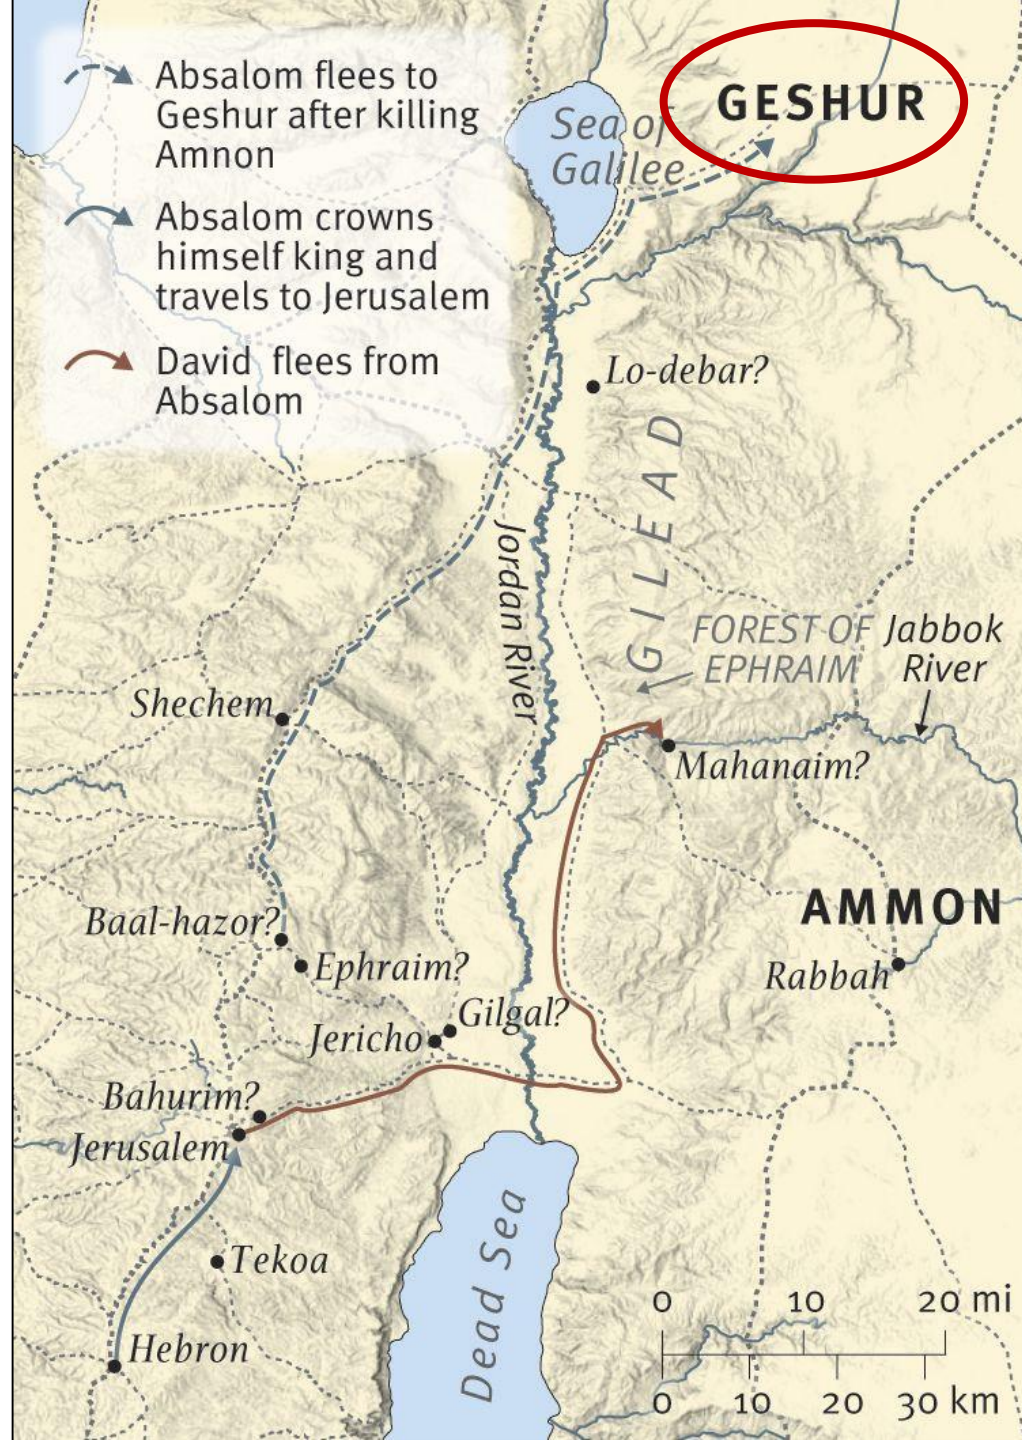 Absalom flees to
Geshur after killing
Amnon
Absalom crowns
himself king and
travels to Jerusalem
David flees from
Absalom
GESHUR
Sea of
Galilee
Lo-debar?
GILEAD
Jordan River
FOREST OF
EPHRAIM
Jabbok
River
Shechem
Mahanaim?
AMMON
Baal-hazor?
Ephraim?
Rabbah
Gilgal?
Jericho
Bahurim?
Jerusalem
Tekoa
Dead Sea
Hebron
0 10 20 mi
0 10 20 30 km